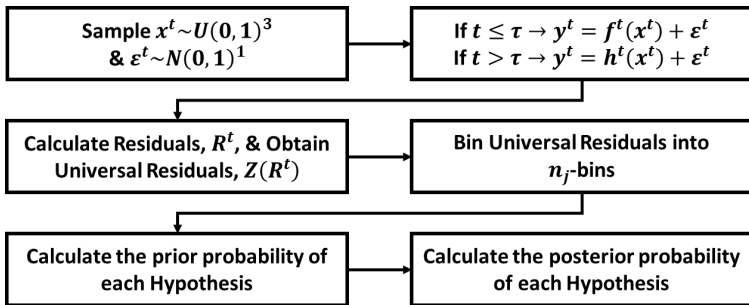 Sample x^t~U(0,1)^3
& ε^t~N(0,1)^1
If t ≤ τ → y^t = f^t(x^t) + ε^t
If t > τ → y^t = h^t(x^t) + ε^t
Calculate Residuals, R^t, & Obtain
Universal Residuals, Z(R^t)
Bin Universal Residuals into
n_j-bins
Calculate the prior probability of
each Hypothesis
Calculate the posterior probability
of each Hypothesis